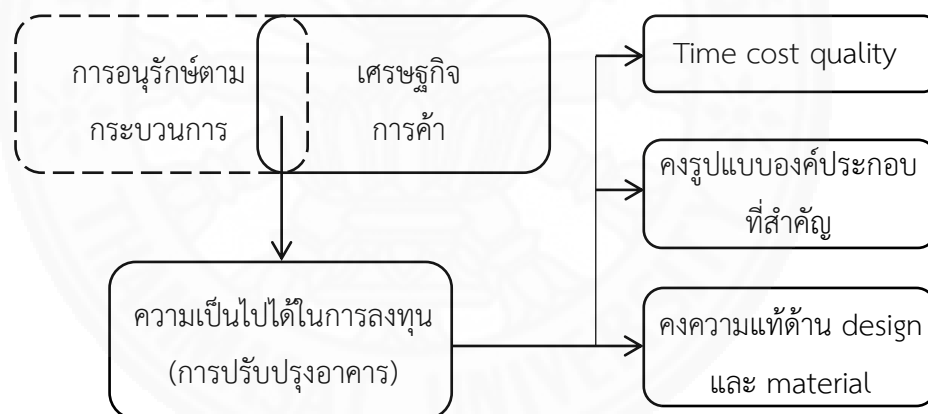 การอนุรักษ์ตาม
กระบวนการ
เศรษฐกิจ
การค้า
ความเป็นไปได้ในการลงทุน
(การปรับปรุงอาคาร)
Time cost quality
คงรูปแบบองค์ประกอบ
ที่สำคัญ
คงความแท้ด้าน design
และ material